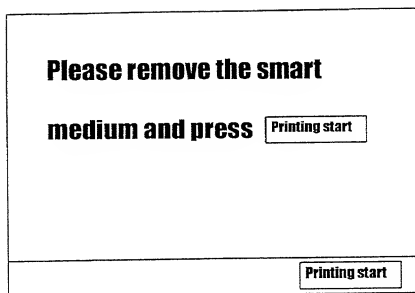 Please remove the smart
medium and press Printing start
Printing start